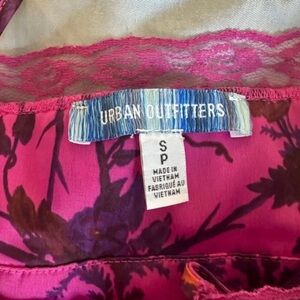 URBAN OUTFITTERS
S
P
MADE IN
VIETNAM
FABRIQUÉ AU
VIETNAM